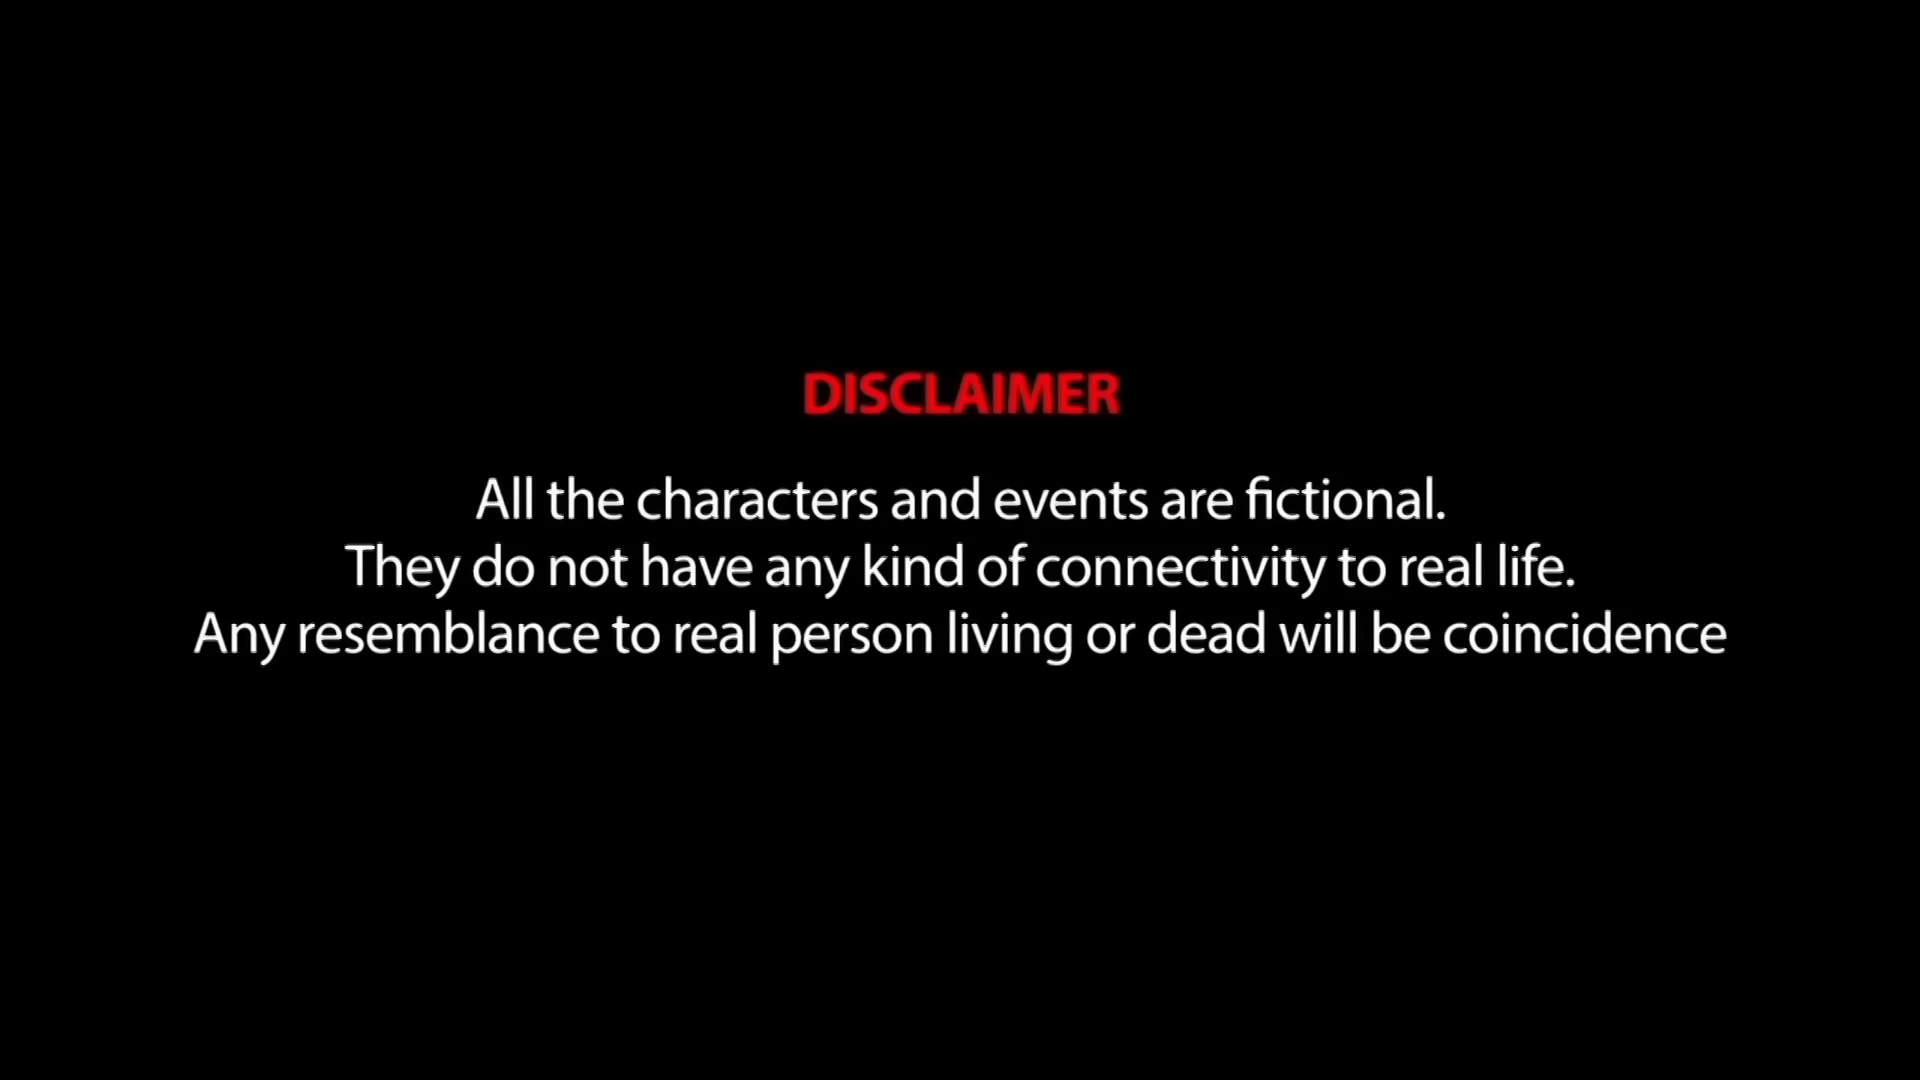 DISCLAIMER
All the characters and events are fictional.
They do not have any kind of connectivity to real life.
Any resemblance to real person living or dead will be coincidence